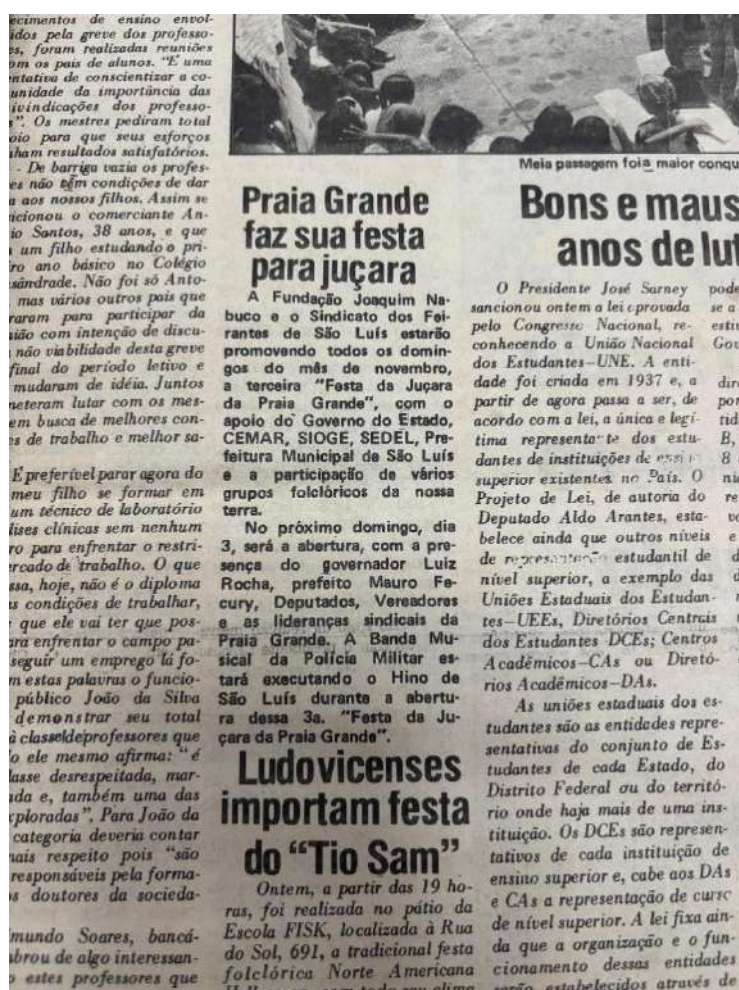 ecimentos de ensino envol-
idos pela greve dos professo-
es, foram realizadas reuniões
om os pais de alunos. "E uma
entativa de conscientizar a co-
unidade da importância das
ivindicações dos professo-
s". Os mestres pediram total
oio para que seus esforços
nham resultados satisfatórios.
- De barriga vazia os profes-
es não têm condições de dar
a aos nossos filhos. Assim se
icionou o comerciante An-
io Santos, 38 anos, e que
um filho estudando o pri-
ro ano básico no Colégio
sândrade. Não foi só Anto-
mas vários outros pais que
raram para participar da
nião com intenção de discu-
não viabilidade desta greve
final do período letivo e
mudaram de idéia. Juntos
meteram lutar com os mes-
em busca de melhores con-
es de trabalho e melhor sa-
E preferível parar agora do
meu filho se formar em
um técnico de laboratório
lises clínicas sem nenhum
ro para enfrentar o restri-
ercado de trabalho. O que
ssa, hoje, não é o diploma
s condições de trabalhar,
que ele vai ter que pos-
ara enfrentar o campo pa-
seguir um emprego lá fo-
m estas palavras o funcio-
público João da Silva
demonstrar seu total
à classe de professores que
o ele mesmo afirma: "é
lasse desrespeitada, mar-
da e, também uma das
xploradas". Para João da
categoria deveria contar
mais respeito pois "são
responsáveis pela forma-
s doutores da socieda-
imundo Soares, bancá-
brou de algo interessan-
o estes professores que
Praia Grande
faz sua festa
para juçara
A Fundação Joaquim Na-
buco e o Sindicato dos Fei-
rantes de São Luís estarão
promovendo todos os domin-
gos do mês de novembro,
a terceira "Festa da Juçara
da Praia Grande", com o
apoio do Governo do Estado,
CEMAR, SIOGE, SEDEL, Pre-
feitura Municipal de São Luís
e a participação de vários
grupos folclóricos da nossa
terra.
No próximo domingo, dia
3, será a abertura, com a pre-
sença do governador Luiz
Rocha, prefeito Mauro Fe-
cury, Deputados, Vereadores
e as lideranças sindicais da
Praia Grande. A Banda Mu-
sical da Polícia Militar es-
tará executando o Hino de
São Luís durante a abertu-
ra dessa 3a. "Festa da Ju-
çara da Praia Grande".
Ludovicenses
importam festa
do "Tio Sam"
Ontem, a partir das 19 ho-
ras, foi realizada no pátio da
Escola FISK, localizada à Rua
do Sol, 691, a tradicional festa
folclórica Norte Americana
Meia passagem foi a maior conqu
Bons e maus
anos de lut
O Presidente José Sarney
sancionou ontem a lei aprovada
pelo Congresso Nacional, re-
conhecendo a União Nacional
dos Estudantes-UNE. A enti-
dade foi criada em 1937 e, a
partir de agora passa a ser, de
acordo com a lei, a única e legí-
tima representante dos estu-
dantes de instituições de ensino
superior existentes no País. O
Projeto de Lei, de autoria do
Deputado Aldo Arantes, esta-
belece ainda que outros níveis
de representação estudantil de
nível superior, a exemplo das
Uniões Estaduais dos Estudan-
tes-UEEs, Diretórios Centrais
dos Estudantes DCEs; Centros
Acadêmicos-CAs ou Diretó-
rios Acadêmicos-DAs.
As uniões estaduais dos es-
tudantes são as entidades repre-
sentativas do conjunto de Es-
tudantes de cada Estado, do
Distrito Federal ou do territó-
rio onde haja mais de uma ins-
tituição. Os DCEs são represen-
tativos de cada instituição de
ensino superior e, cabe aos DAs
e CAs a representação de curso
de nível superior. A lei fixa ain-
da que a organização e o fun-
cionamento dessas entidades
serão estabelecidos através de
pode
se a
estiv
Gov
dire
por
tid
B,
8